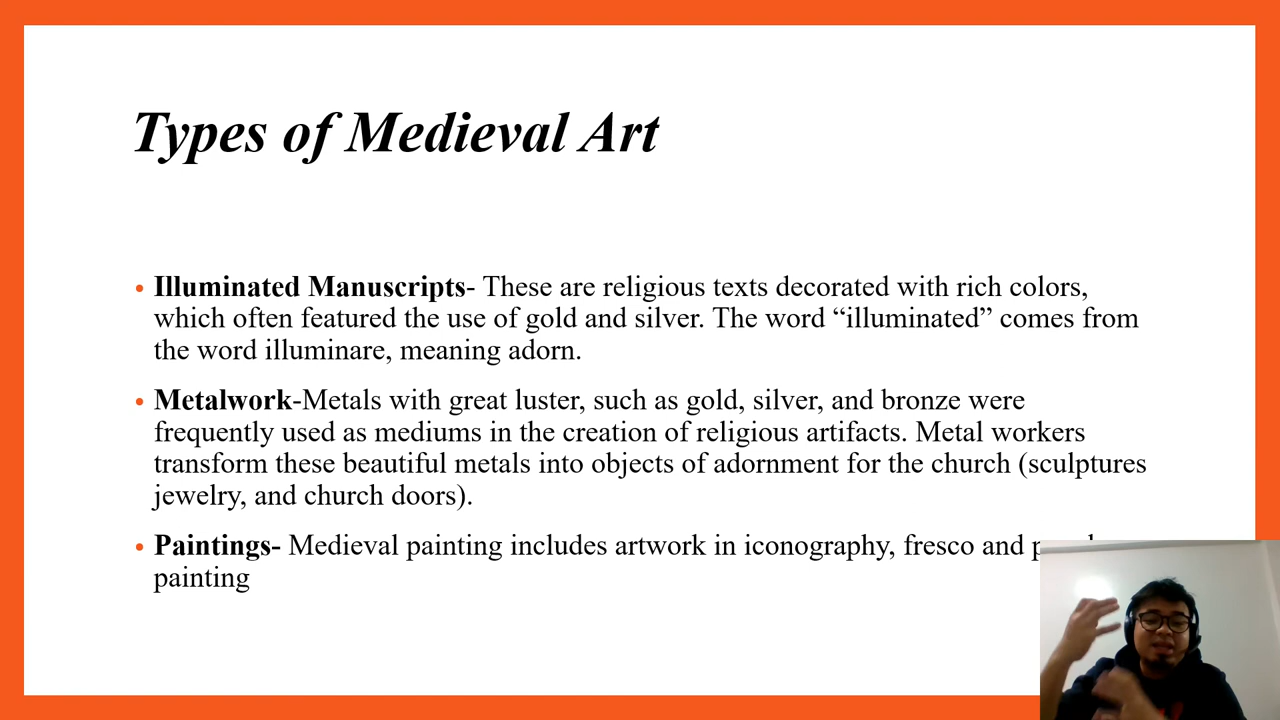 Types of Medieval Art
• Illuminated Manuscripts- These are religious texts decorated with rich colors,
which often featured the use of gold and silver. The word “illuminated” comes from
the word illuminare, meaning adorn.
• Metalwork-Metals with great luster, such as gold, silver, and bronze were
frequently used as mediums in the creation of religious artifacts. Metal workers
transform these beautiful metals into objects of adornment for the church (sculptures
jewelry, and church doors).
• Paintings- Medieval painting includes artwork in iconography, fresco and
painting